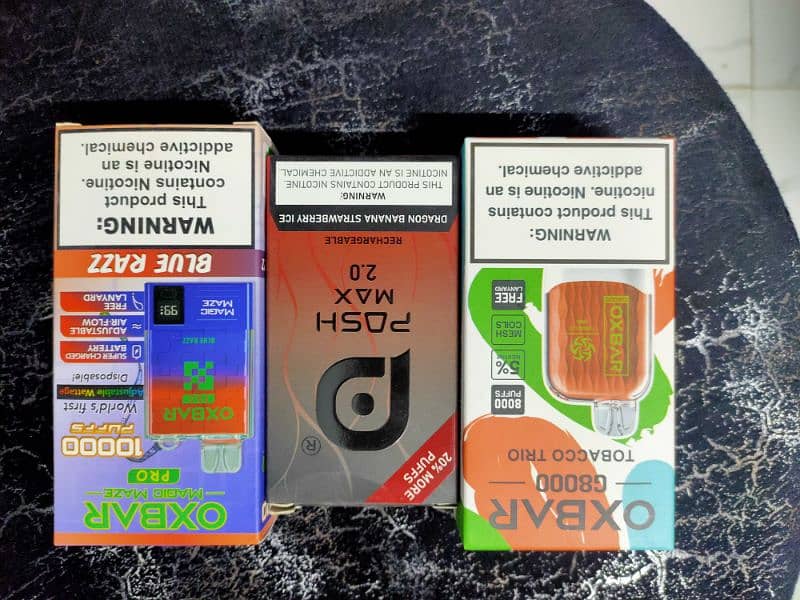 OXBAR
MAGIC MAZE
PRO
10000
PUFFS
World's first
Adjustable Wattage
Disposable!
SUPER CHARGED
BATTERY
ADJUSTABLE
AIR-FLOW
FREE
LANYARD
OXBAR
BLUE RAZZ
MAGIC
MAZE
BLUE RAZZ
WARNING:
This product
contains Nicotine.
Nicotine is an
addictive chemical.
20% MORE
PUFFS
®
POSH
MAX
2.0
RECHARGEABLE
DRAGON BANANA STRAWBERRY ICE
WARNING:
THIS PRODUCT CONTAINS NICOTINE.
NICOTINE IS AN ADDICTIVE CHEMICAL.
OXBAR
G8000
TOBACCO TRIO
8000
PUFFS
5%
NICOTINE
MESH
COILS
FREE
LANYARD
OXBAR
WARNING:
This product contains
Nicotine. Nicotine is an
addictive chemical.